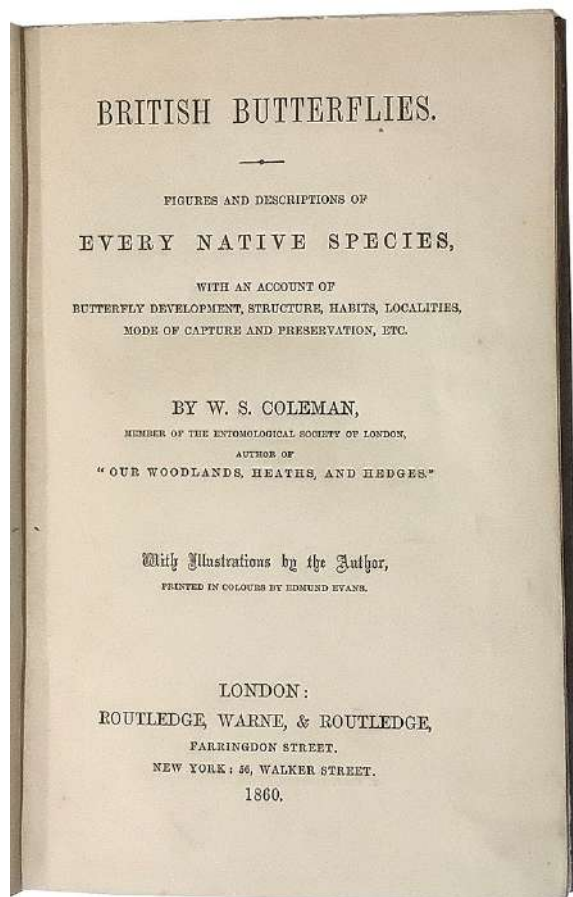 BRITISH BUTTERFLIES.
FIGURES AND DESCRIPTIONS OF
EVERY NATIVE SPECIES,
WITH AN ACCOUNT OF
BUTTERFLY DEVELOPMENT, STRUCTURE, HABITS, LOCALITIES,
MODE OF CAPTURE AND PRESERVATION, ETC.
BY W. S. COLEMAN,
MEMBER OF THE ENTOMOLOGICAL SOCIETY OF LONDON,
AUTHOR OF
"OUR WOODLANDS, HEATHS, AND HEDGES."
With Illustrations by the Author,
PRINTED IN COLOURS BY EDMUND EVANS.
LONDON:
ROUTLEDGE, WARNE, & ROUTLEDGE,
FARRINGDON STREET.
NEW YORK: 56, WALKER STREET.
1860.